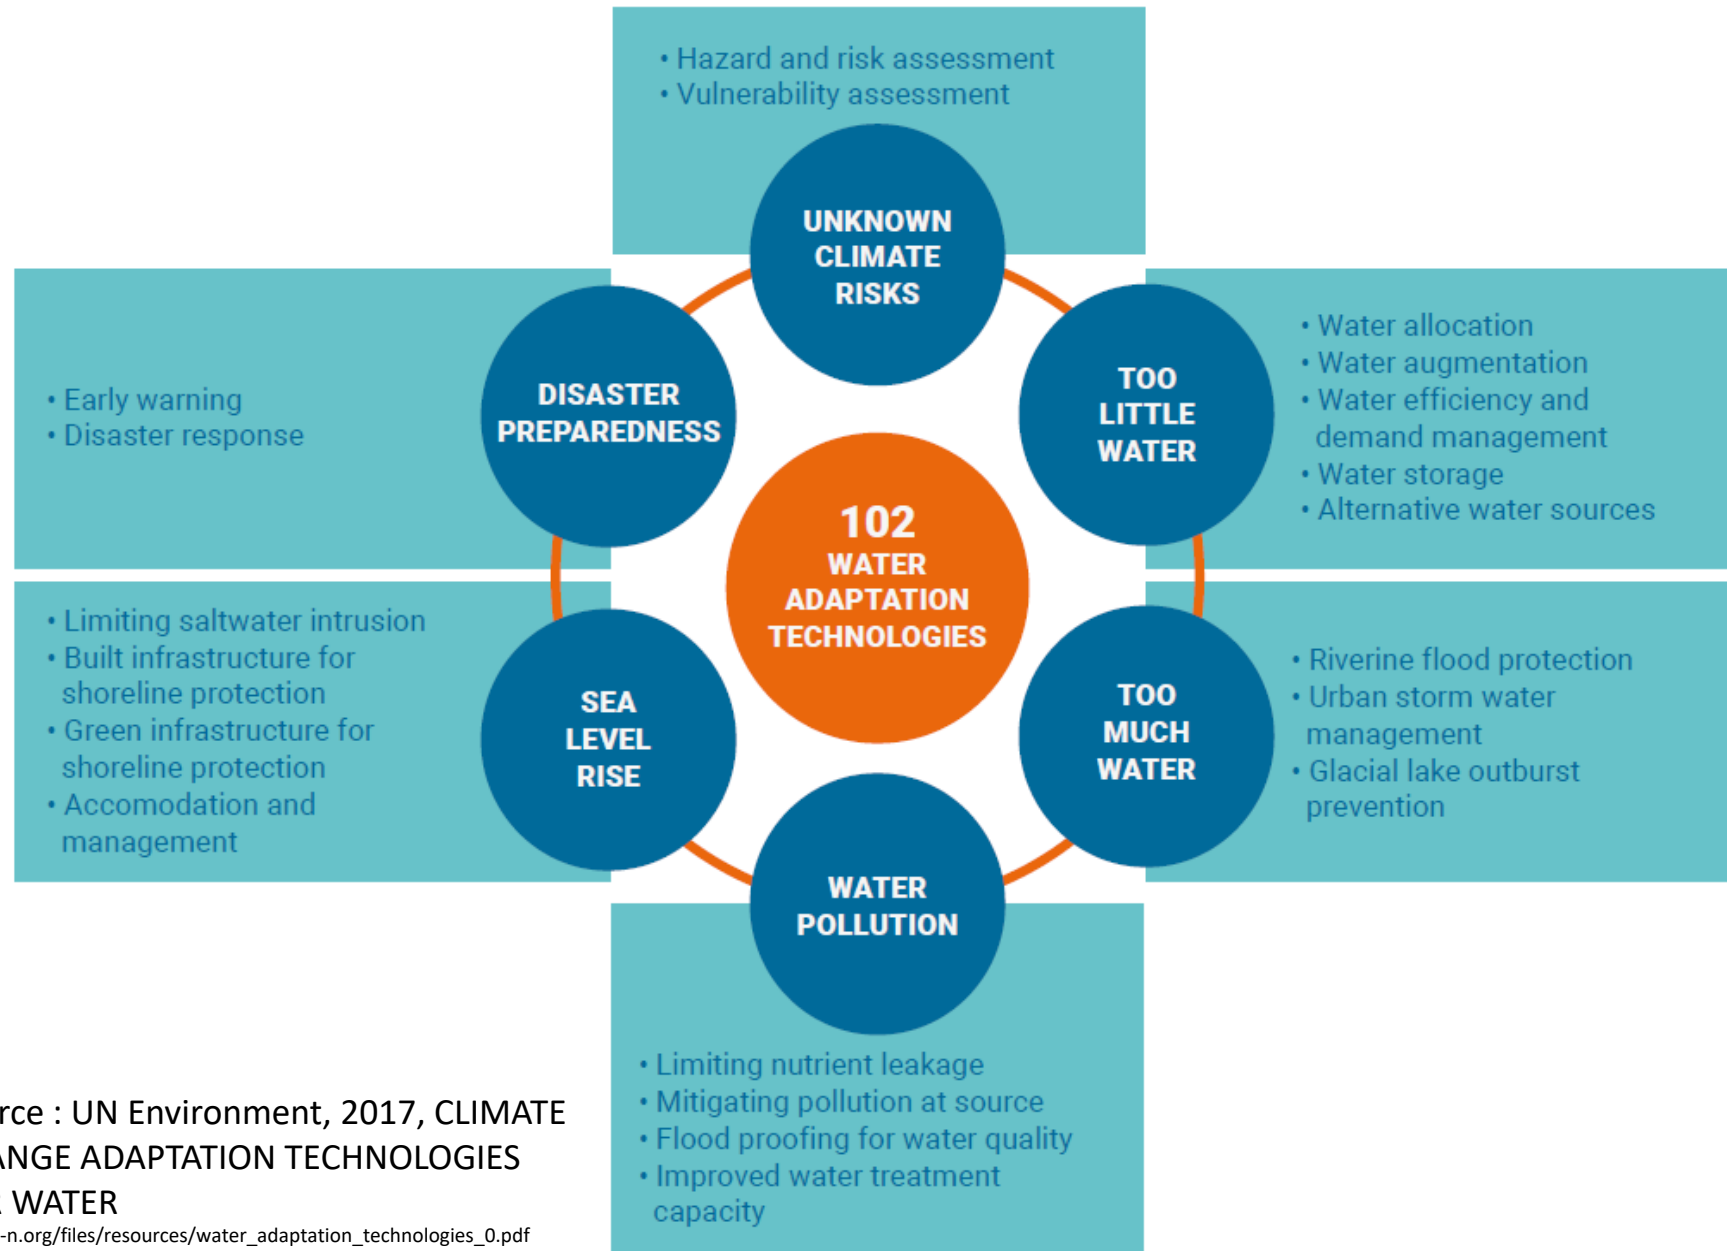 • Hazard and risk assessment
• Vulnerability assessment
UNKNOWN
CLIMATE
RISKS
• Early warning
• Disaster response
DISASTER
PREPAREDNESS
TOO
LITTLE
WATER
• Water allocation
• Water augmentation
• Water efficiency and
demand management
• Water storage
• Alternative water sources
102
WATER
ADAPTATION
TECHNOLOGIES
• Limiting saltwater intrusion
• Built infrastructure for
shoreline protection
• Green infrastructure for
shoreline protection
• Accomodation and
management
SEA
LEVEL
RISE
TOO
MUCH
WATER
• Riverine flood protection
• Urban storm water
management
• Glacial lake outburst
prevention
WATER
POLLUTION
• Limiting nutrient leakage
• Mitigating pollution at source
• Flood proofing for water quality
• Improved water treatment
capacity
rce : UN Environment, 2017, CLIMATE
ANGE ADAPTATION TECHNOLOGIES
R WATER
-n.org/files/resources/water_adaptation_technologies_0.pdf